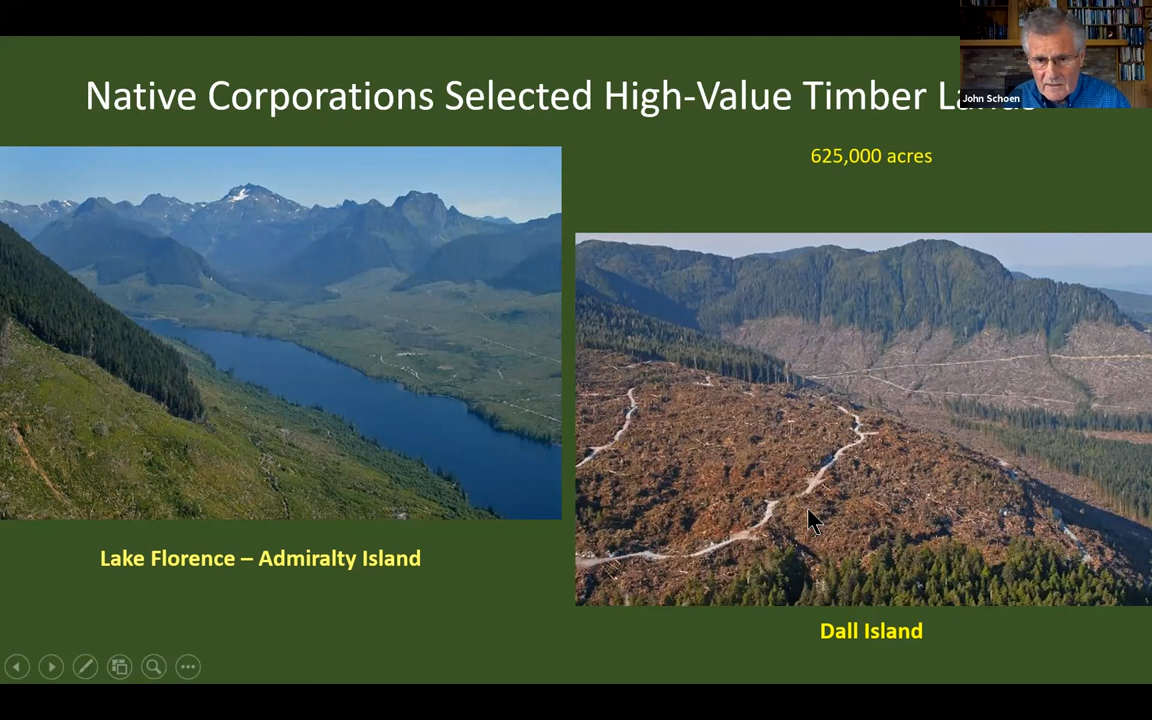 Native Corporations Selected High-Value Timber
John Schoen
625,000 acres
Lake Florence – Admiralty Island
Dall Island